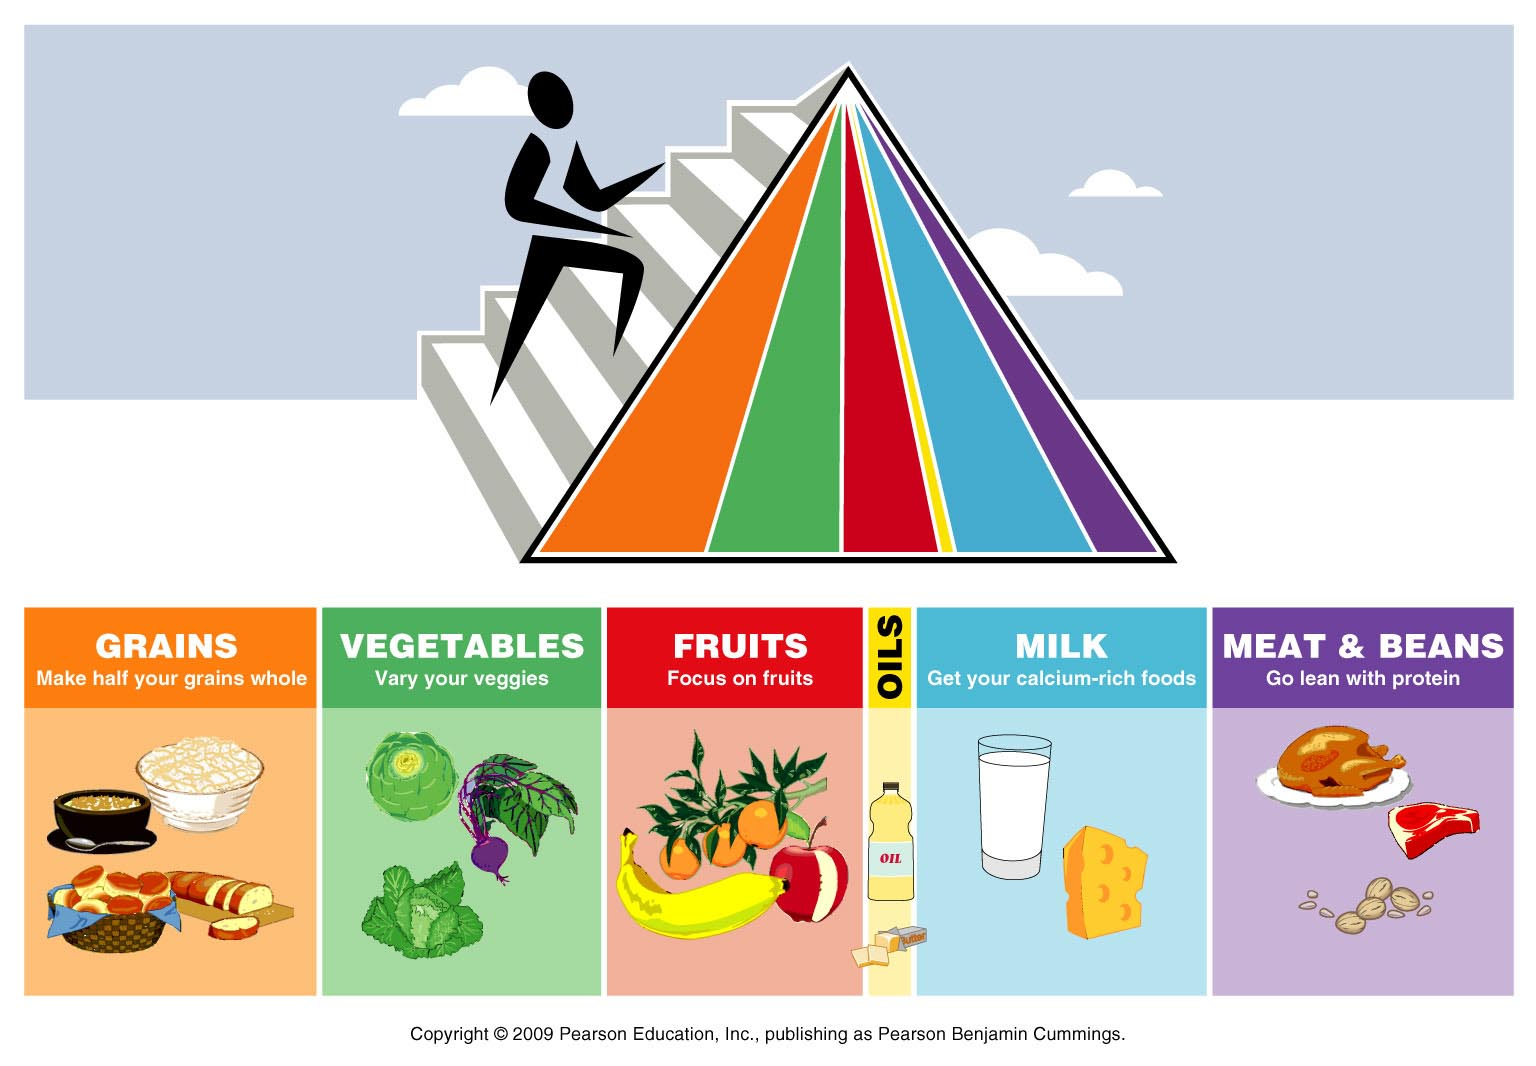 GRAINS
Make half your grains whole
VEGETABLES
Vary your veggies
FRUITS
Focus on fruits
OILS
MILK
Get your calcium-rich foods
MEAT & BEANS
Go lean with protein
OIL
Butter
Copyright © 2009 Pearson Education, Inc., publishing as Pearson Benjamin Cummings.